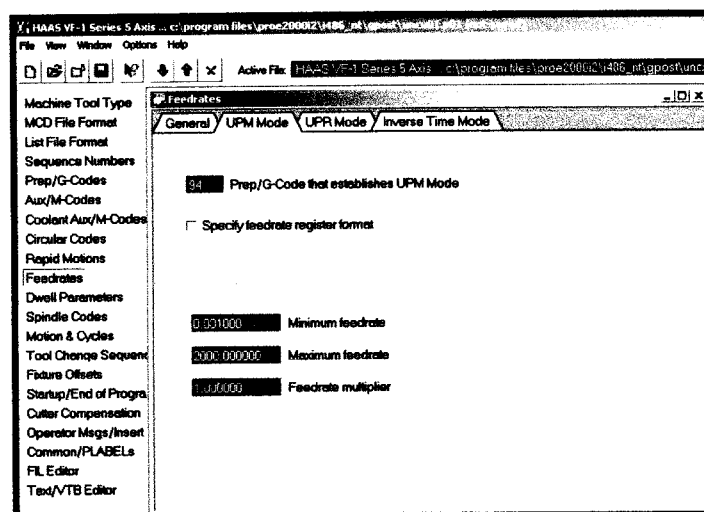 HAAS VF-1 Series 5 Axis ... c:\program files\proe2000i2\i486_nt\gpost\
File View Window Options Help
Active File: HAAS VF-1 Series 5 Axis ... c:\program files\proe2000i2\i486_nt\gpost\unc
Machine Tool Type
MCD File Format
List File Format
Sequence Numbers
Prep/G-Codes
Aux/M-Codes
Coolant Aux/M-Codes
Circular Codes
Rapid Motions
Feedrates
Dwell Parameters
Spindle Codes
Motion & Cycles
Tool Change Sequenc
Fixture Offsets
Startup/End of Progra
Cutter Compensation
Operator Msgs/Insert
Common/PLABELs
FIL Editor
Text/VTB Editor
Feedrates
General UPM Mode UPR Mode Inverse Time Mode
94 Prep/G-Code that establishes UPM Mode
Specify feedrate register format
0.001000 Minimum feedrate
2000.000000 Maximum feedrate
1.000000 Feedrate multiplier